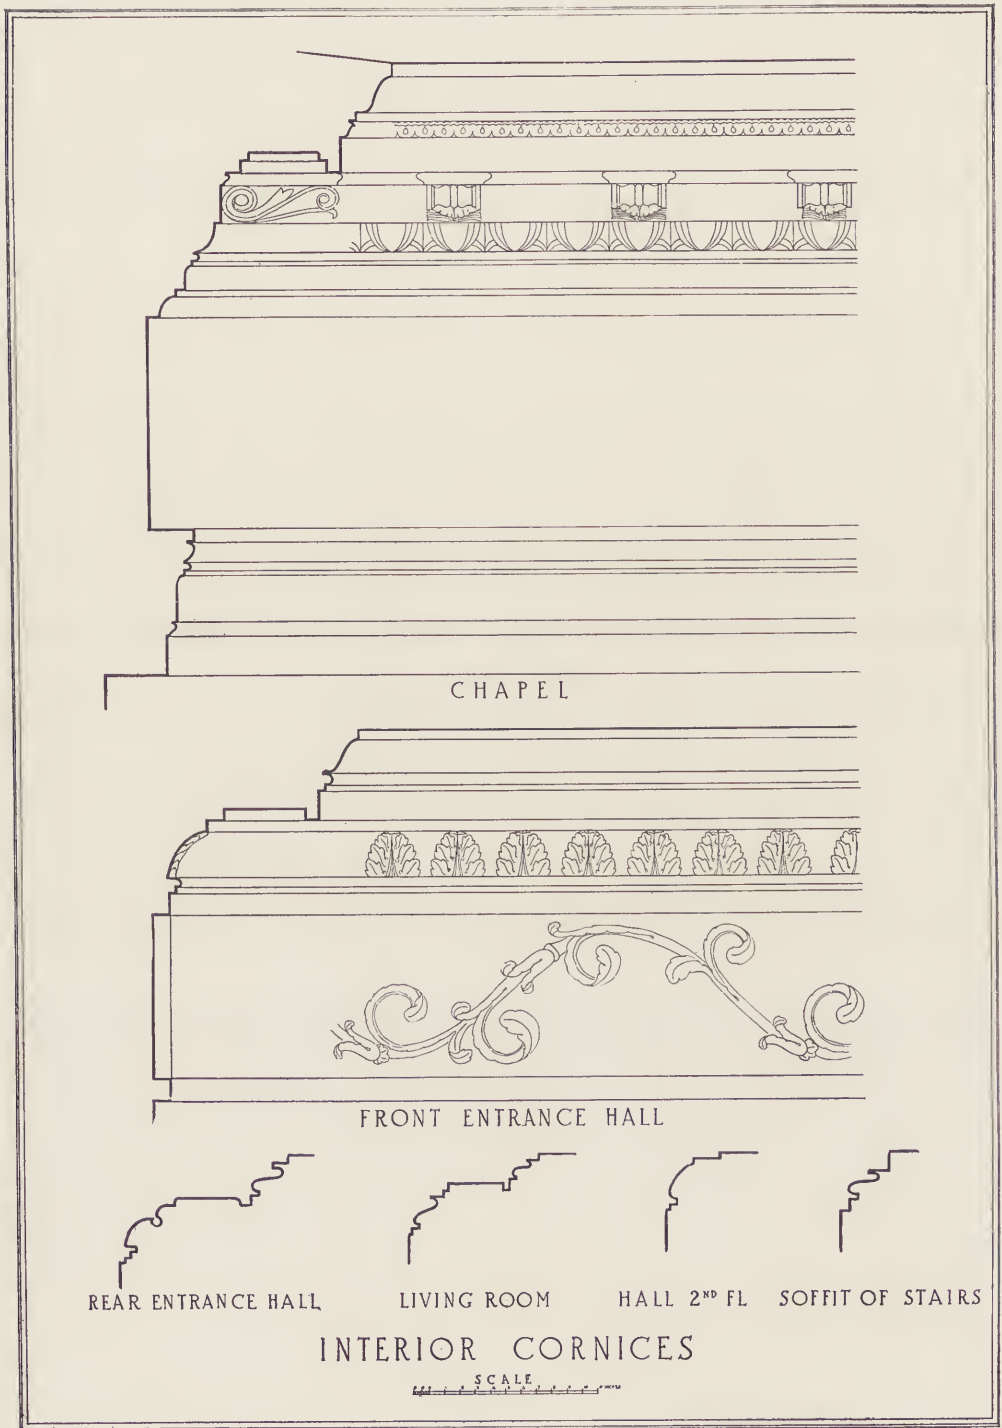 CHAPEL
FRONT ENTRANCE HALL
REAR ENTRANCE HALL
LIVING ROOM
HALL 2ND FL
SOFFIT OF STAIRS
INTERIOR CORNICES
SCALE